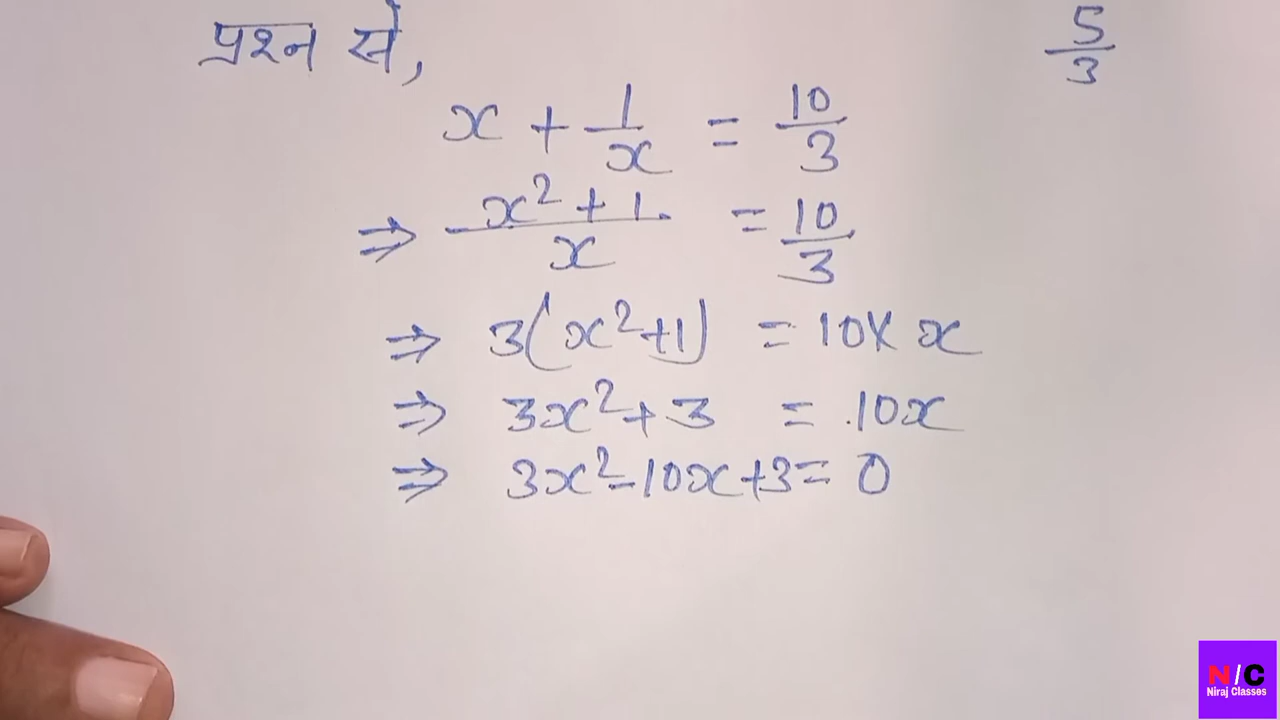 प्रश्न से,
5/3
x + 1/x = 10/3
⇒ x² + 1 / x = 10/3
⇒ 3(x²+1) = 10× x
⇒ 3x²+ 3 = 10x
⇒ 3x²-10x+3= 0
N/C
Niraj Classes